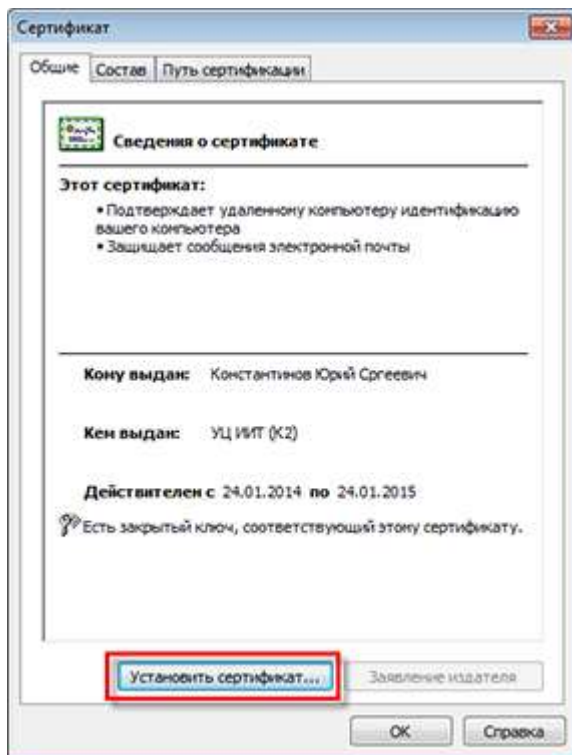 Сертификат
Общие Состав Путь сертификации
Сведения о сертификате
Этот сертификат:
• Подтверждает удаленному компьютеру идентификацию
вашего компьютера
• Защищает сообщения электронной почты
Кому выдан: Константинов Юрий Сргеевич
Кем выдан: УЦ ИИТ (К2)
Действителен с 24.01.2014 по 24.01.2015
Есть закрытый ключ, соответствующий этому сертификату.
Установить сертификат... Заявление издателя
ОК Справка